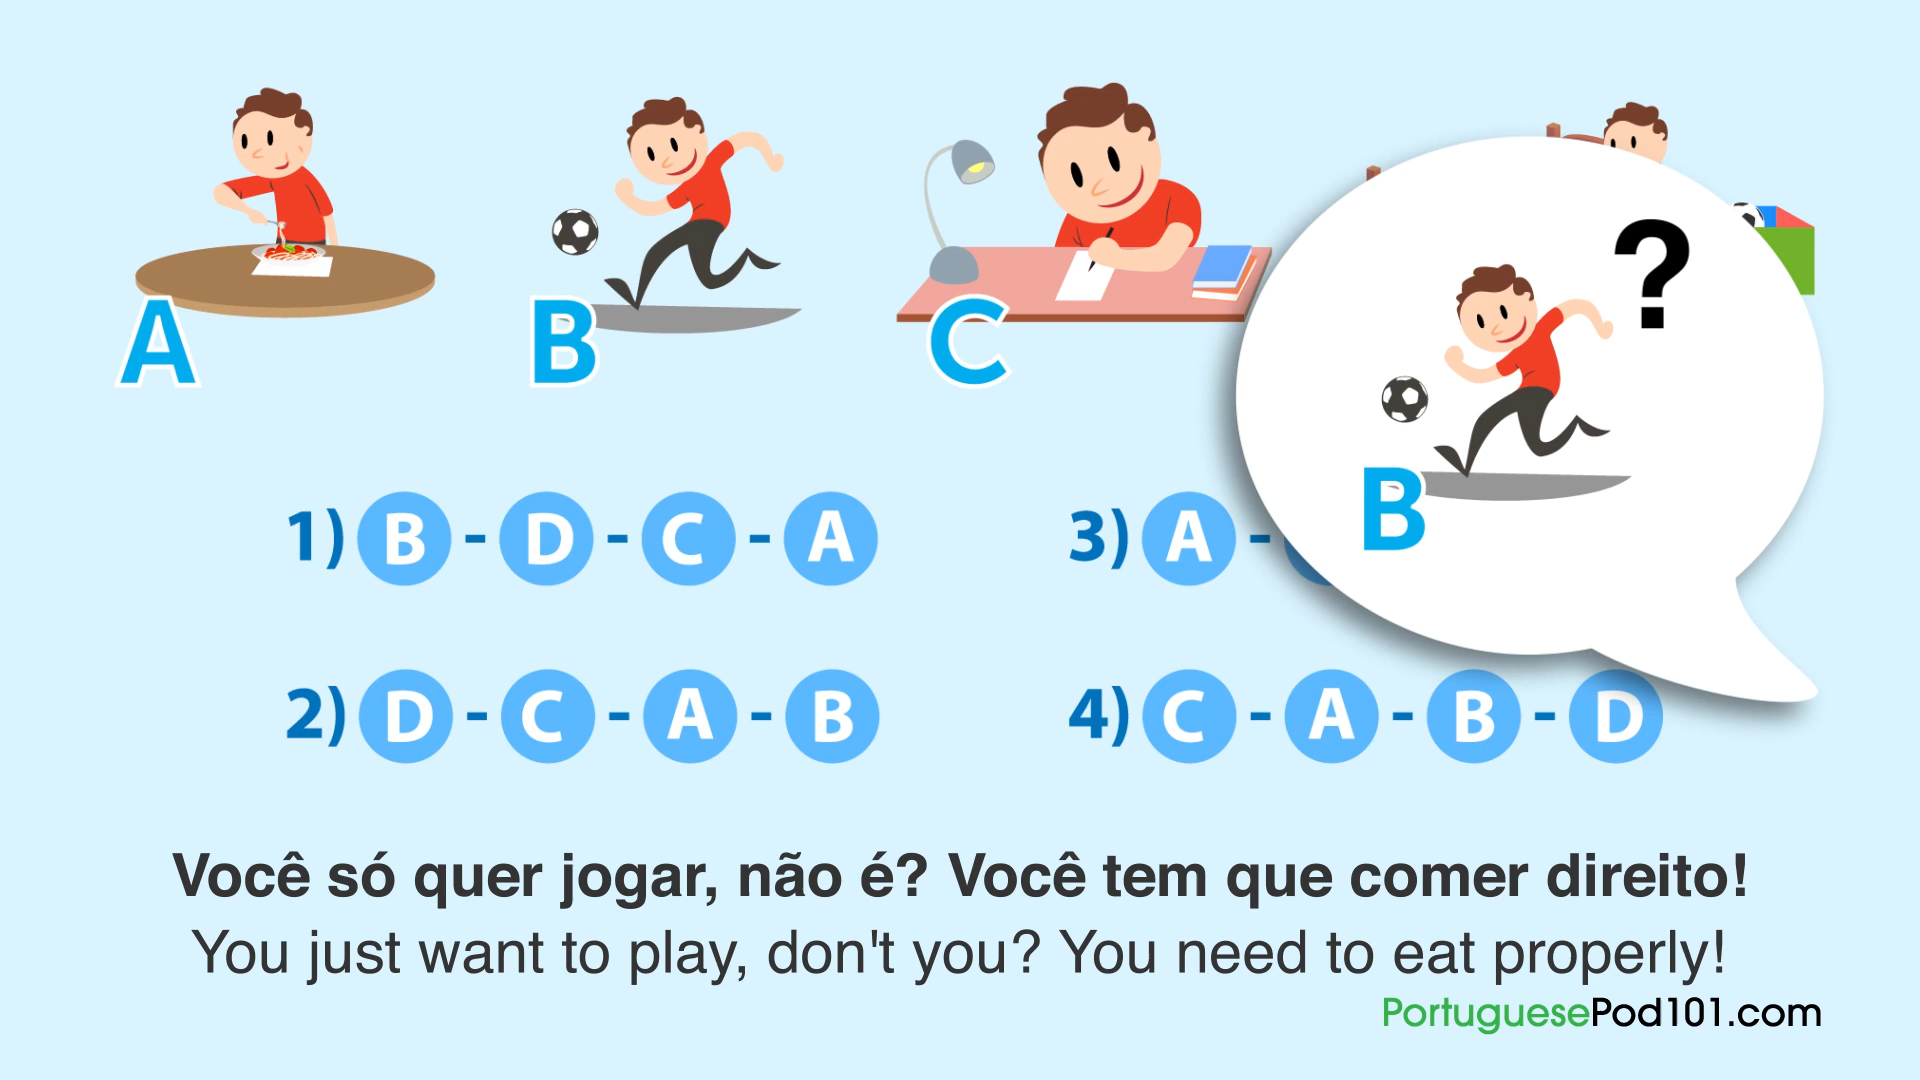 A
B
C
?
B
1) B - D - C - A
3) A -
2) D - C - A - B
4) C - A - B - D
Você só quer jogar, não é? Você tem que comer direito!
You just want to play, don't you? You need to eat properly!
PortuguesePod101.com